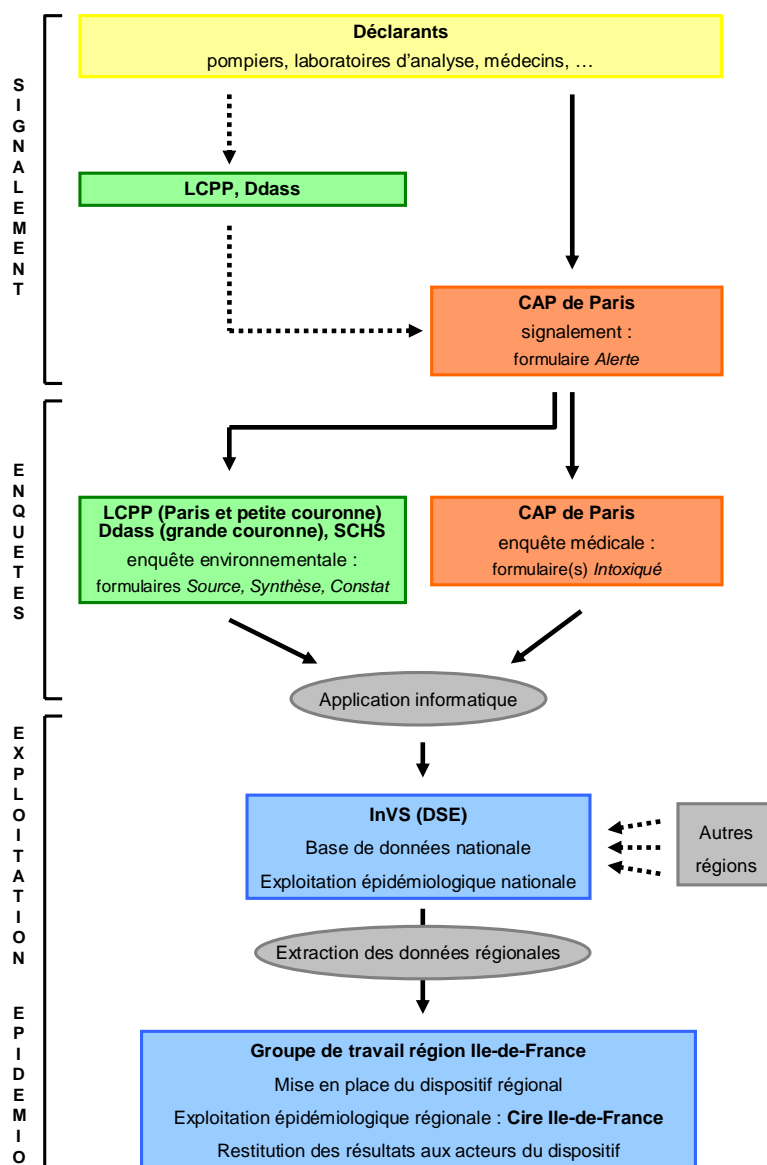 SIGNALEMENT
Déclarants
pompiers, laboratoires d'analyse, médecins, …
LCPP, Ddass
CAP de Paris
signalement :
formulaire Alerte
ENQUETES
LCPP (Paris et petite couronne)
Ddass (grande couronne), SCHS
enquête environnementale :
formulaires Source, Synthèse, Constat
CAP de Paris
enquête médicale :
formulaire(s) Intoxiqué
Application informatique
EXPLOITATION EPIDEMIO
InVS (DSE)
Base de données nationale
Exploitation épidémiologique nationale
Autres
régions
Extraction des données régionales
Groupe de travail région Ile-de-France
Mise en place du dispositif régional
Exploitation épidémiologique régionale : Cire Ile-de-France
Restitution des résultats aux acteurs du dispositif